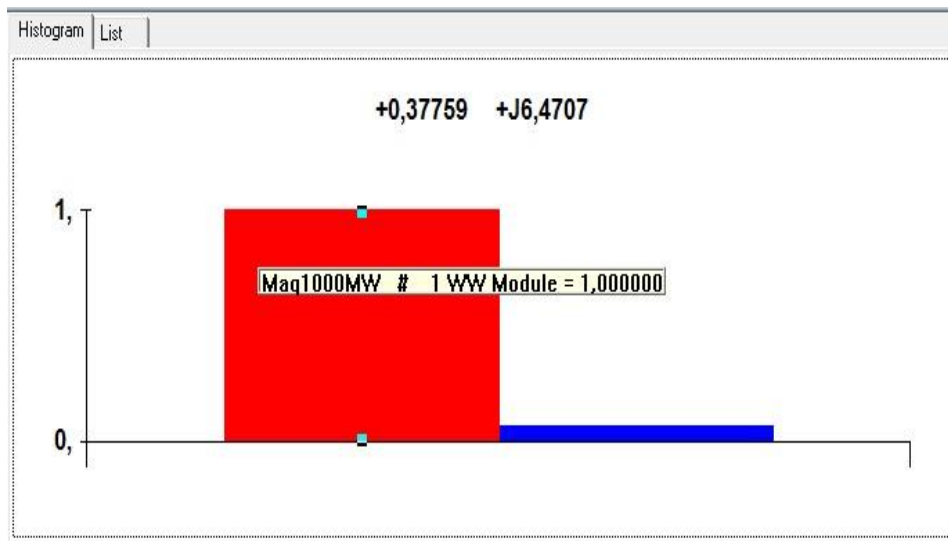 Histogram List
+0,37759 +J6,4707
1,
Maq1000MW # 1 WW Module = 1,000000
0,